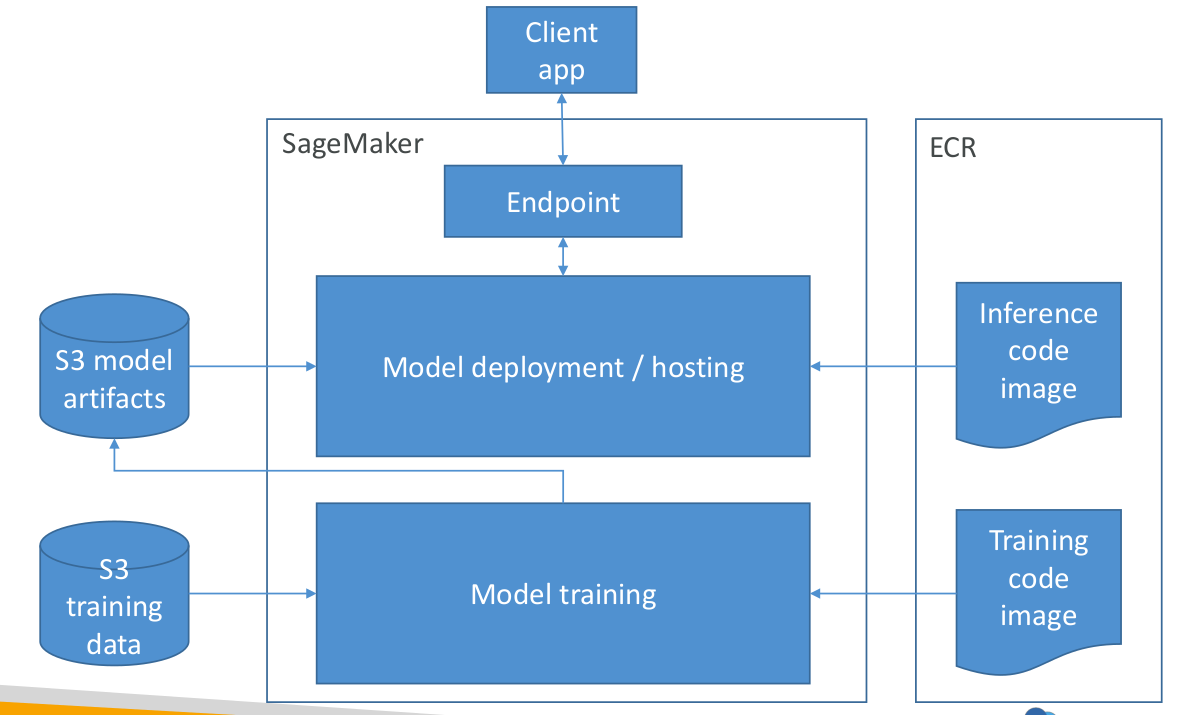 Client
app
SageMaker
ECR
Endpoint
S3 model
artifacts
Model deployment / hosting
Inference
code
image
S3
training
data
Model training
Training
code
image